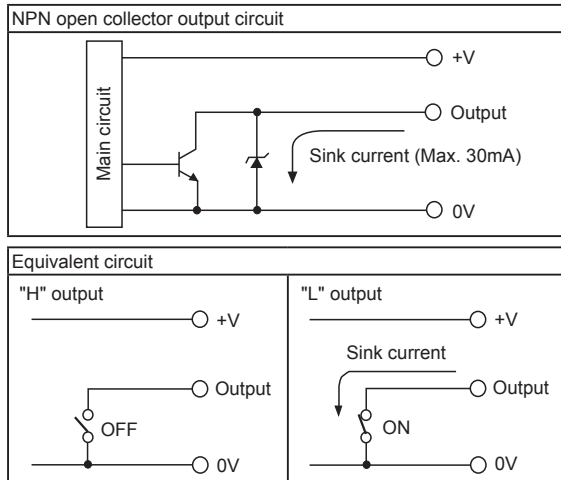 NPN open collector output circuit
+V
Main circuit
Output
Sink current (Max. 30mA)
0V
Equivalent circuit
"H" output
+V
Output
OFF
0V
"L" output
+V
Sink current
Output
ON
0V